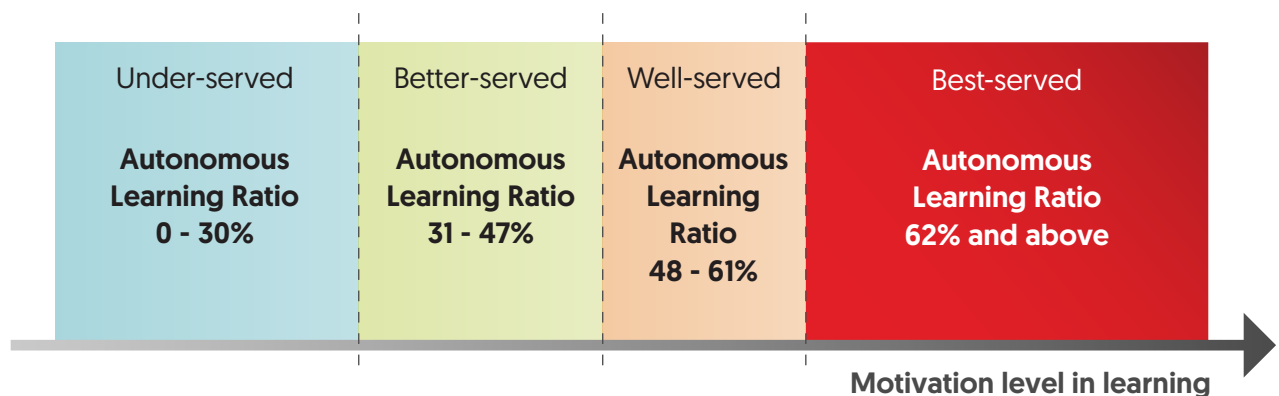 Under-served
Autonomous
Learning Ratio
0 - 30%
Better-served
Autonomous
Learning Ratio
31 - 47%
Well-served
Autonomous
Learning
Ratio
48 - 61%
Best-served
Autonomous
Learning Ratio
62% and above
Motivation level in learning